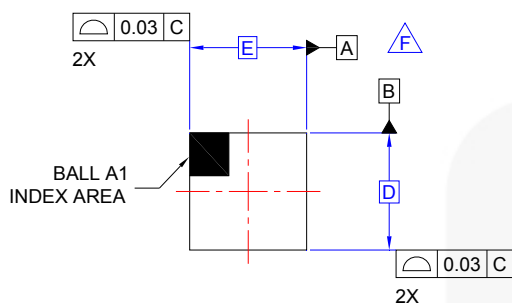 ⌓ 0.03 C
2X
E
A
F
B
BALL A1
INDEX AREA
D
⌓ 0.03 C
2X